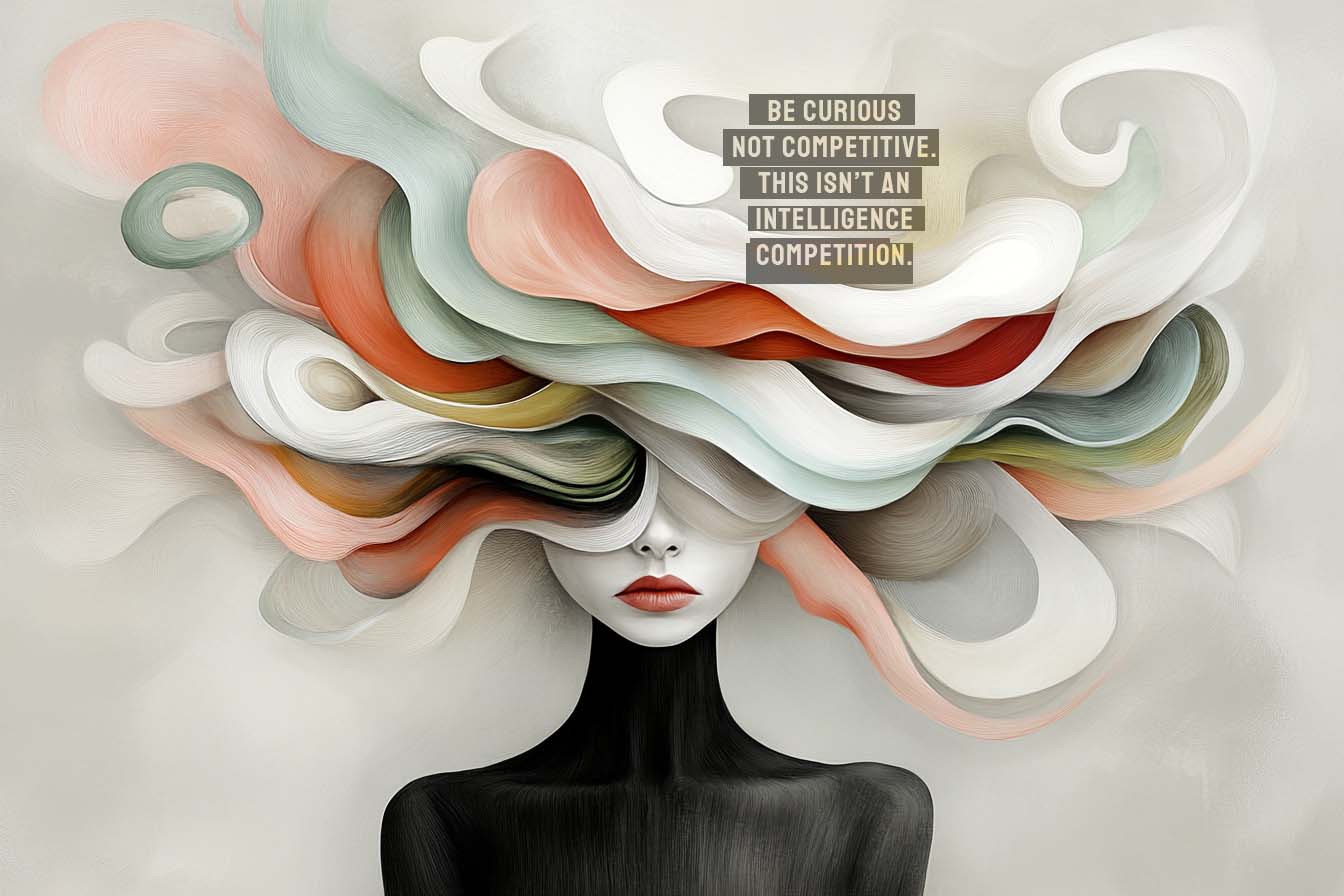 BE CURIOUS
NOT COMPETITIVE.
THIS ISN’T AN
INTELLIGENCE
COMPETITION.